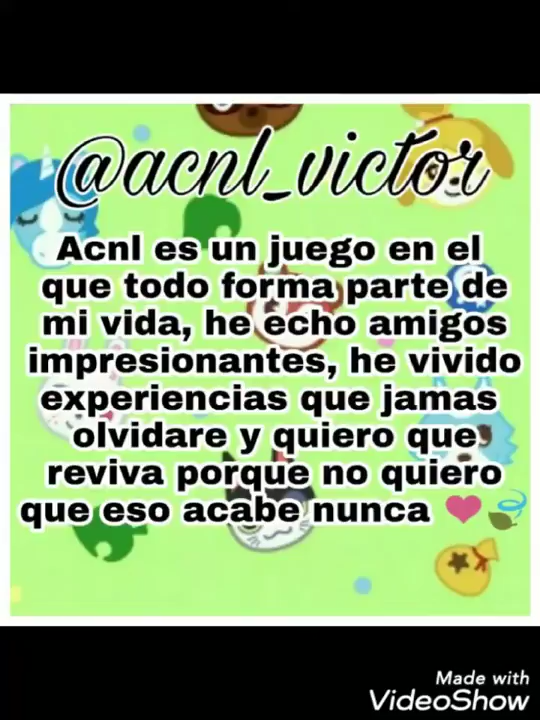 @acnl_victor
Acnl es un juego en el
que todo forma parte de
mi vida, he echo amigos
impresionantes, he vivido
experiencias que jamas
olvidare y quiero que
reviva porque no quiero
que eso acabe nunca 💗🍃
Made with
VideoShow